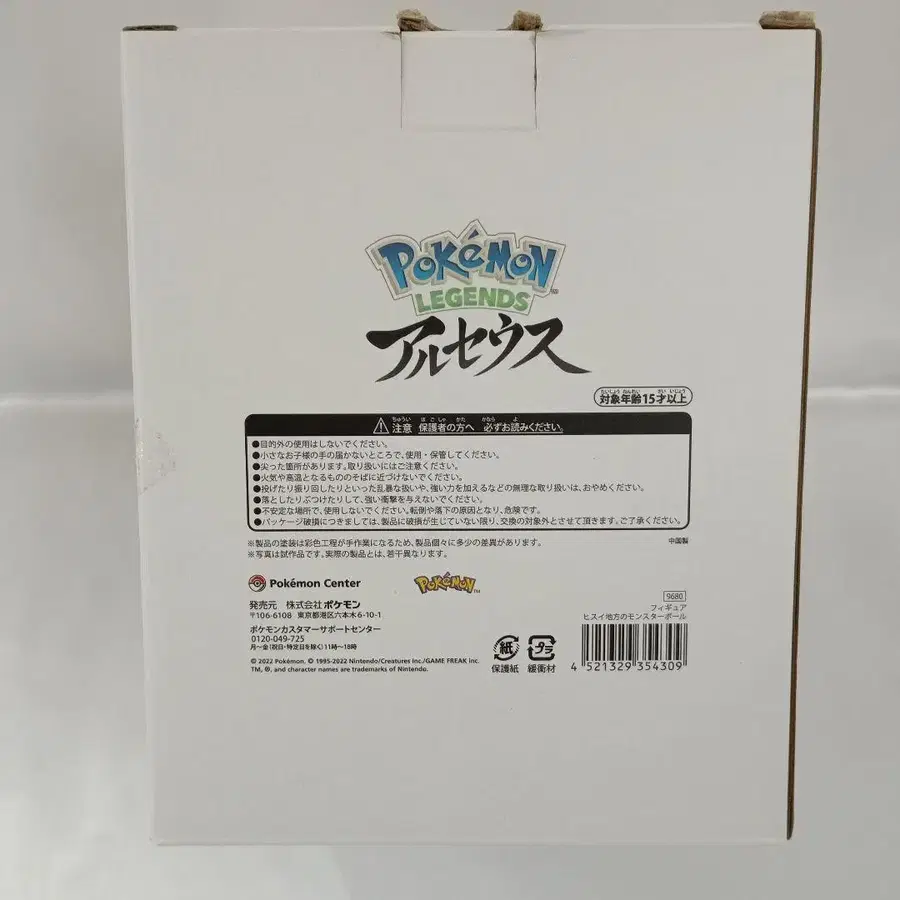 POKéMON
LEGENDS
アルセウス
対象年齢15才以上
注意 保護者の方へ 必ずお読みください。
●目的外の使用はしないでください。
●小さなお子様の手の届かないところで、使用・保管してください。
●尖った箇所があります。取り扱いにはご注意ください。
●火気や高温となるもののそばに近づけないでください。
●投げたり振り回したりといった乱暴な扱いや、強い力を加えるなどの無理な取り扱いは、おやめください。
●落としたりぶつけたりして、強い衝撃を与えないでください。
●不安定な場所で、使用しないでください。転倒や落下の原因となり、危険です。
●パッケージ破損につきましては、製品に破損が生じていない限り、交換の対象外とさせて頂きます。ご了承ください。
※製品の塗装は彩色工程が手作業になるため、製品個々に多少の差異があります。
中国製
※写真は試作品です。実際の製品とは、若干異なります。
Pokémon Center
POKéMON
発売元 株式会社ポケモン
〒106-6108 東京都港区六本木6-10-1
ポケモンカスタマーサポートセンター
0120-049-725
月～金(祝日・特定日を除く)11時～18時
© 2022 Pokémon. © 1995-2022 Nintendo/Creatures Inc./GAME FREAK inc.
TM, ®, and character names are trademarks of Nintendo.
紙
保護紙
プラ
緩衝材
9680
フィギュア
ヒスイ地方のモンスターボール
4 521329 354309